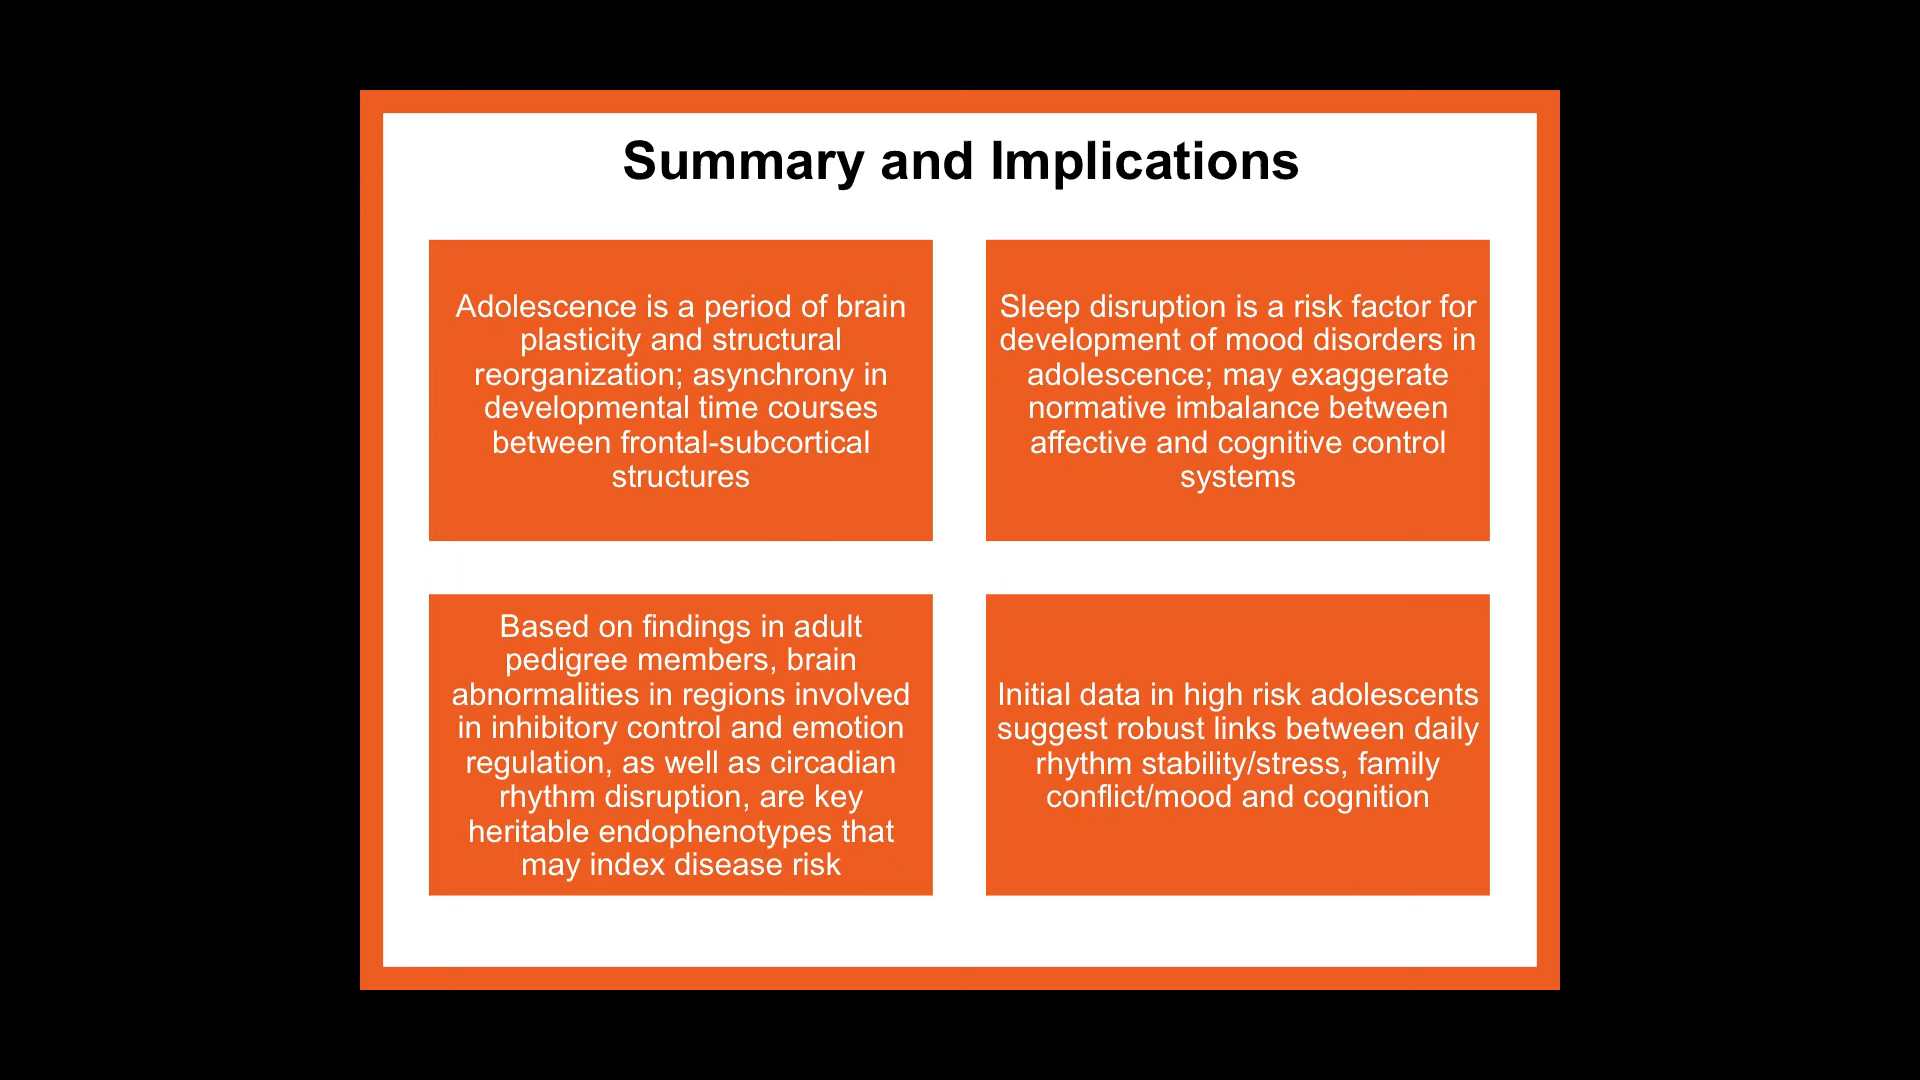 Summary and Implications
Adolescence is a period of brain
plasticity and structural
reorganization; asynchrony in
developmental time courses
between frontal-subcortical
structures
Sleep disruption is a risk factor for
development of mood disorders in
adolescence; may exaggerate
normative imbalance between
affective and cognitive control
systems
Based on findings in adult
pedigree members, brain
abnormalities in regions involved
in inhibitory control and emotion
regulation, as well as circadian
rhythm disruption, are key
heritable endophenotypes that
may index disease risk
Initial data in high risk adolescents
suggest robust links between daily
rhythm stability/stress, family
conflict/mood and cognition